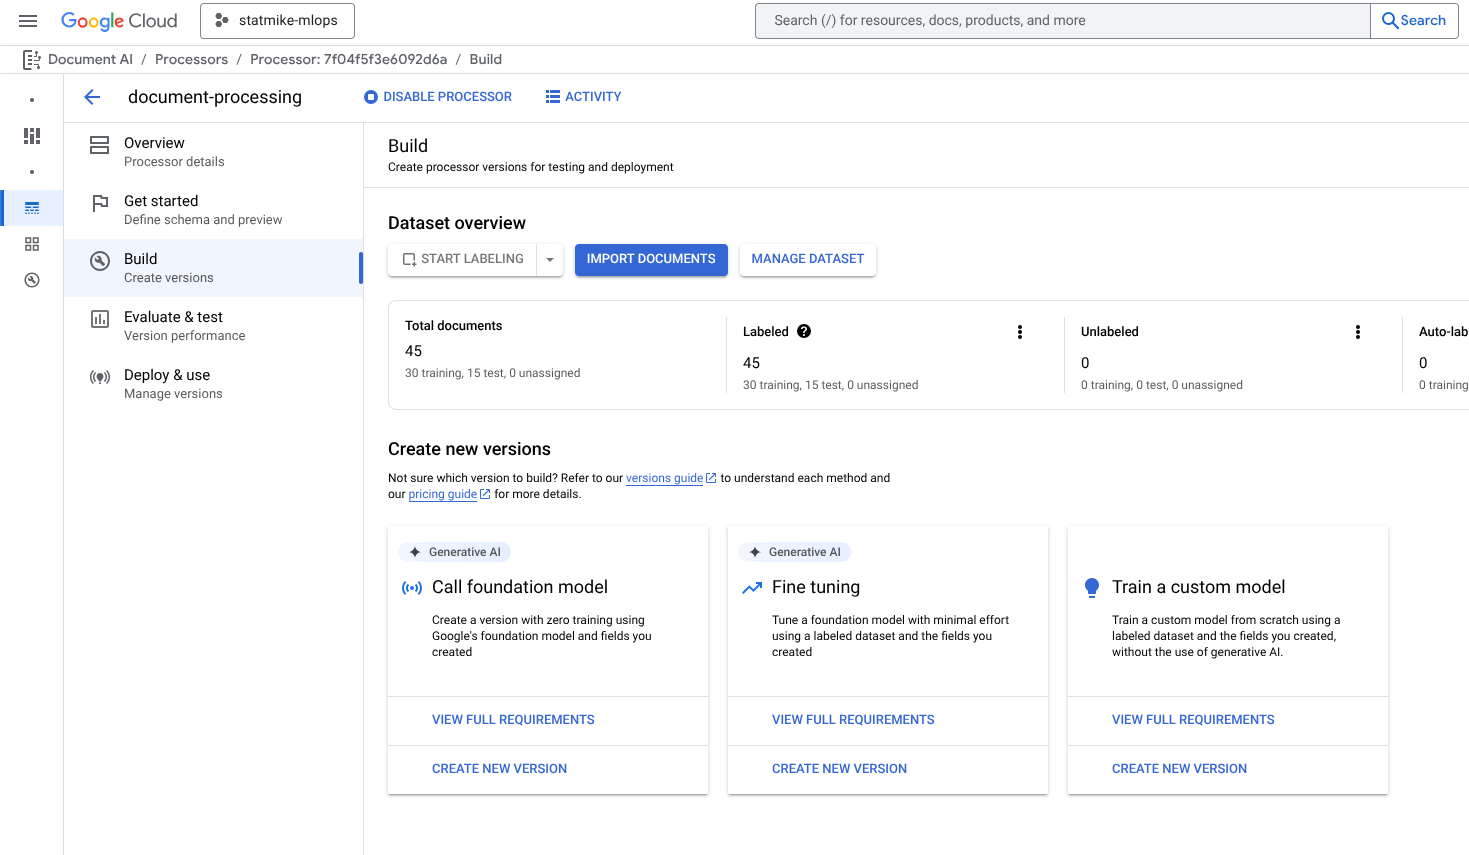 Google Cloud
statmike-mlops
Search (/) for resources, docs, products, and more
Search
Document AI / Processors / Processor: 7f04f5f3e6092d6a / Build
document-processing
DISABLE PROCESSOR
ACTIVITY
Overview
Processor details
Get started
Define schema and preview
Build
Create versions
Evaluate & test
Version performance
Deploy & use
Manage versions
Build
Create processor versions for testing and deployment
Dataset overview
START LABELING
IMPORT DOCUMENTS
MANAGE DATASET
Total documents
45
30 training, 15 test, 0 unassigned
Labeled
45
30 training, 15 test, 0 unassigned
Unlabeled
0
0 training, 0 test, 0 unassigned
Auto-lab
0
0 training
Create new versions
Not sure which version to build? Refer to our versions guide to understand each method and
our pricing guide for more details.
Generative AI
Call foundation model
Create a version with zero training using
Google's foundation model and fields you
created
VIEW FULL REQUIREMENTS
CREATE NEW VERSION
Generative AI
Fine tuning
Tune a foundation model with minimal effort
using a labeled dataset and the fields you
created
VIEW FULL REQUIREMENTS
CREATE NEW VERSION
Train a custom model
Train a custom model from scratch using a
labeled dataset and the fields you created,
without the use of generative AI.
VIEW FULL REQUIREMENTS
CREATE NEW VERSION